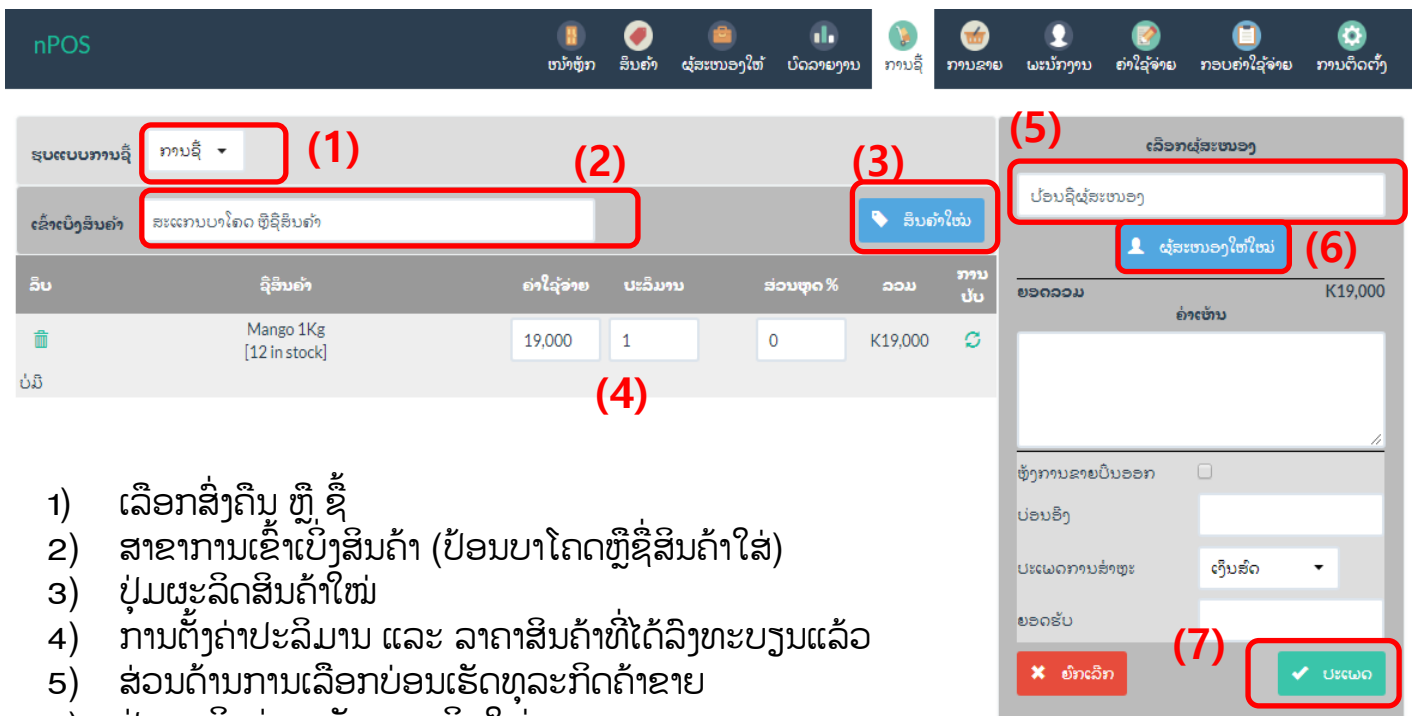 nPOS
ໜ້າຫຼັກ ສິນຄ້າ ຜູ້ສະໜອງໃຫ້ ບົດລາຍງານ ການຊື້ ການຂາຍ ພະນັກງານ ຄ່າໃຊ້ຈ່າຍ ກອບຄ່າໃຊ້ຈ່າຍ ການຕິດຕັ້ງ
ຮູບແບບການຊື້ ການຊື້ (1)
(2) (3)
ເຂົ້າເບິ່ງສິນຄ້າ ສະແກນບາໂຄດ ຫຼືຊື່ສິນຄ້າ ສິນຄ້າໃໝ່
ລຶບ ຊື່ສິນຄ້າ ຄ່າໃຊ້ຈ່າຍ ປະລິມານ ສ່ວນຫຼຸດ % ລວມ ການປັບ
Mango 1Kg 19,000 1 0 K19,000
[12 in stock]
ບໍ່ມີ
(4)
(5)
ເລືອກຜູ້ສະໜອງ
ປ້ອນຊື່ຜູ້ສະໜອງ
ຜູ້ສະໜອງໃຫ້ໃໝ່ (6)
ຍອດລວມ K19,000
ຄຳເຫັນ
ຫຼັງການຂາຍປິ່ນອອກ
ບ່ອນອີງ
ປະເພດການສຳຫຼະ ເງິນສົດ
ຍອດຮັບ
(7)
ຍົກເລີກ ປະເພດ
1) ເລືອກສົ່ງຄືນ ຫຼື ຊື້
2) ສາຂາການເຂົ້າເບິ່ງສິນຄ້າ (ປ້ອນບາໂຄດຫຼືຊື່ສິນຄ້າໃສ່)
3) ປຸ່ມຜະລິດສິນຄ້າໃໝ່
4) ການຕັ້ງຄ່າປະລິມານ ແລະ ລາຄາສິນຄ້າທີ່ໄດ້ລົງທະບຽນແລ້ວ
5) ສ່ວນດ້ານການເລືອກບ່ອນເຮັດທຸລະກິດຄ້າຂາຍ